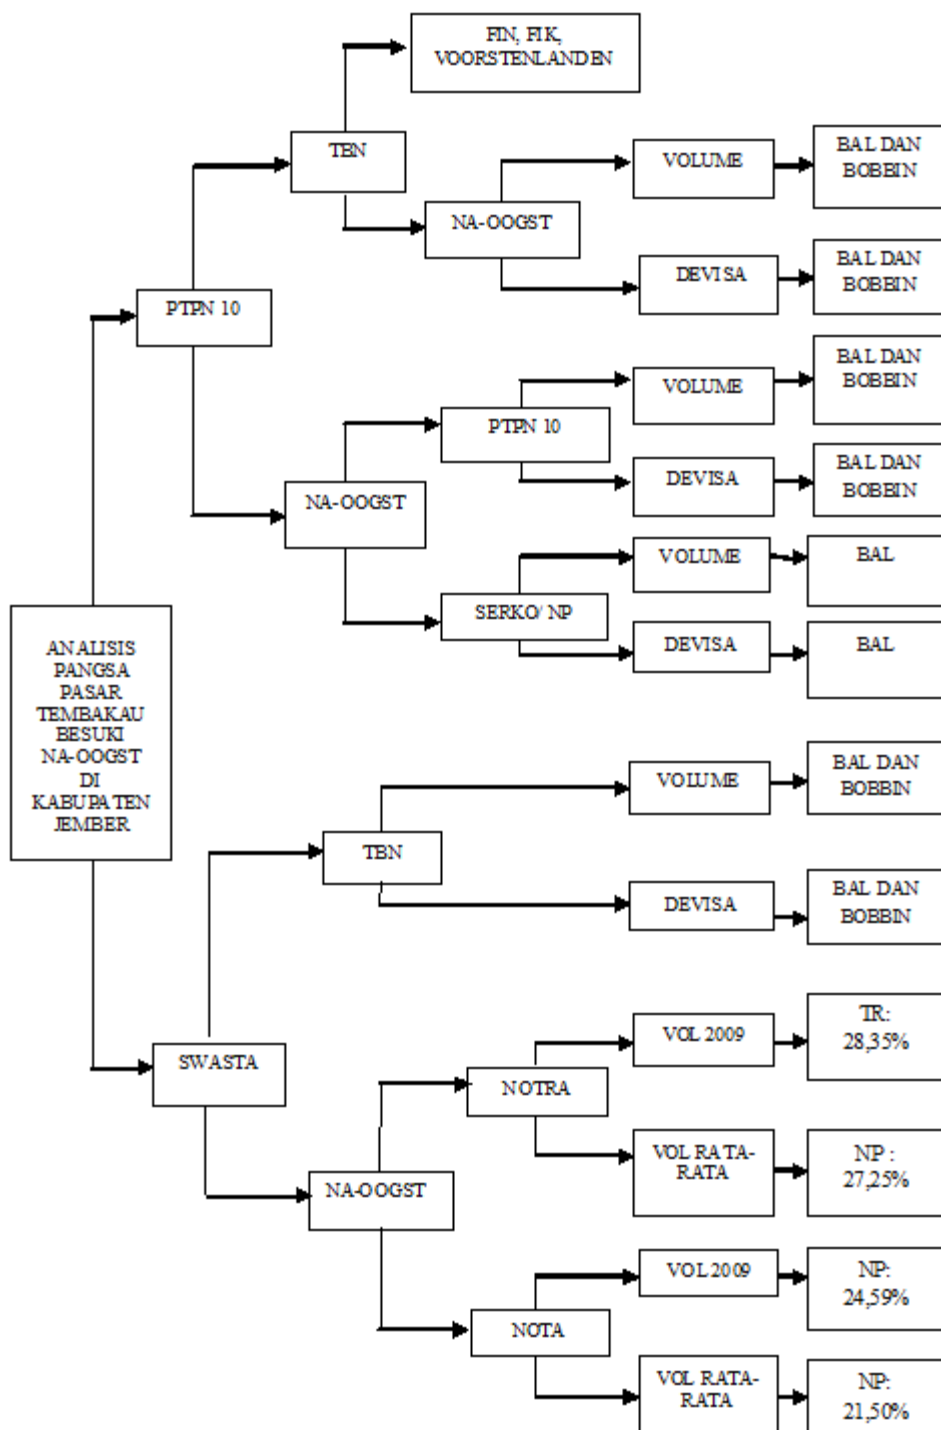 FIN, FIK,
VOORSTENLANDEN
TBN
VOLUME
BAL DAN
BOBBIN
NA-OOGST
DEVISA
BAL DAN
BOBBIN
PTPN 10
VOLUME
BAL DAN
BOBBIN
PTPN 10
DEVISA
BAL DAN
BOBBIN
NA-OOGST
VOLUME
BAL
SERKO/ NP
DEVISA
BAL
ANALISIS
PANGSA
PASAR
TEMBAKAU
BESUKI
NA-OOGST
DI
KABUPATEN
JEMBER
VOLUME
BAL DAN
BOBBIN
TBN
DEVISA
BAL DAN
BOBBIN
SWASTA
VOL 2009
TR:
28,35%
NOTRA
VOL RATA-
RATA
NP :
27,25%
NA-OOGST
VOL 2009
NP:
24,59%
NOTA
VOL RATA-
RATA
NP:
21,50%